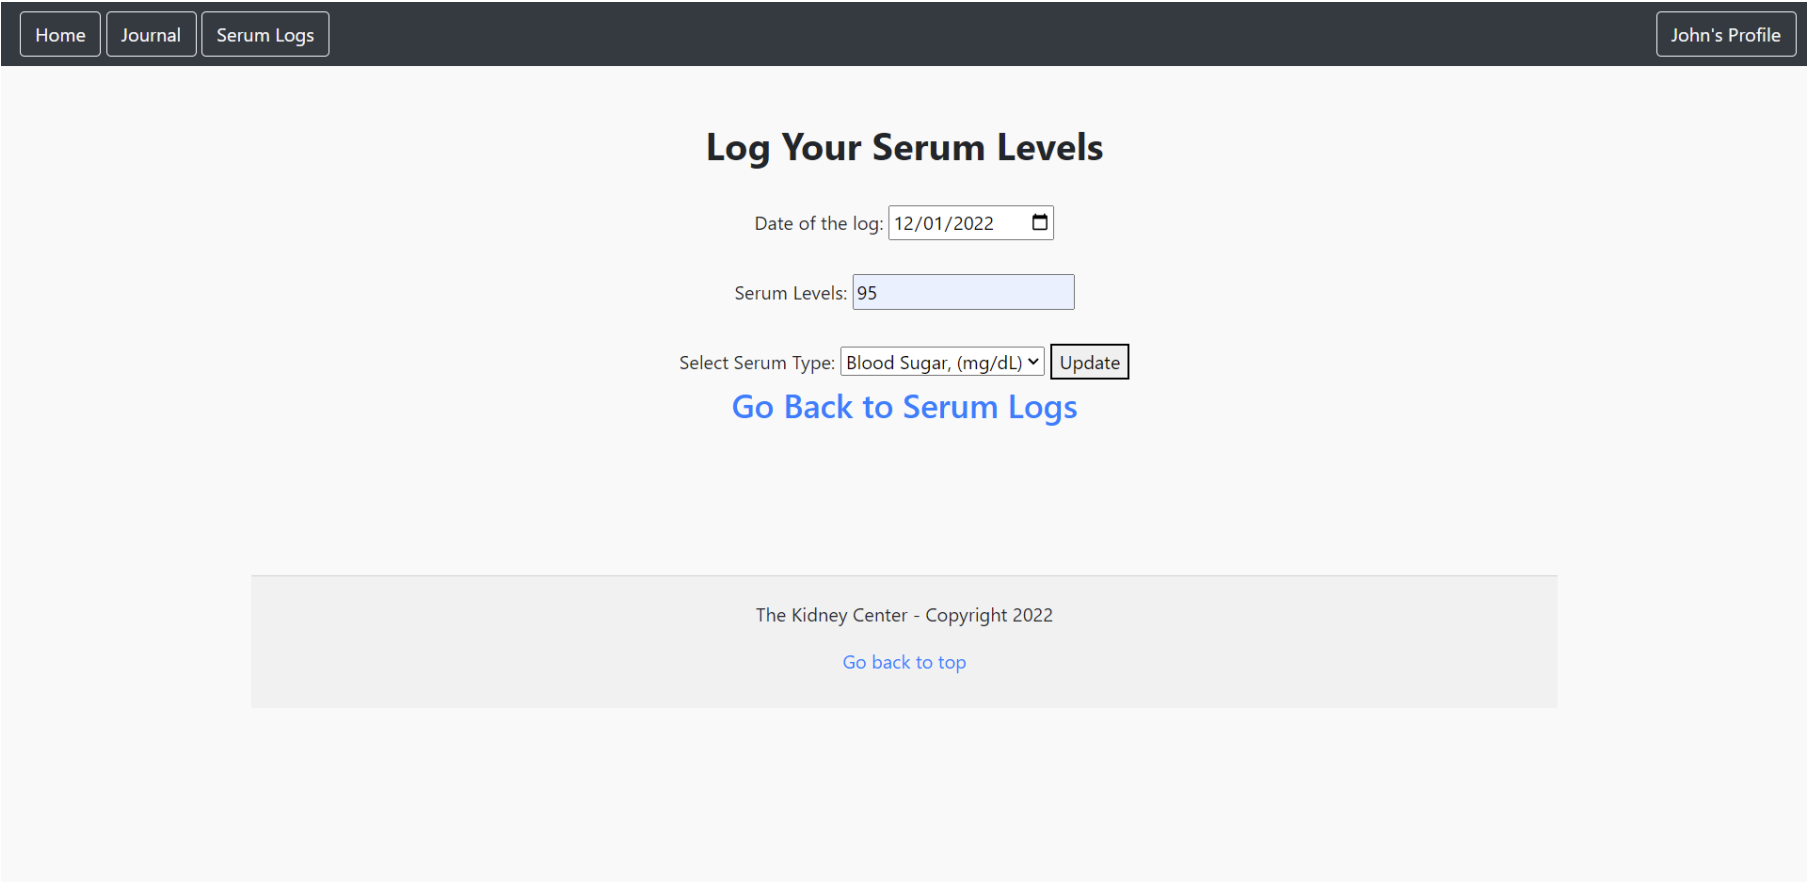 Home Journal Serum Logs John's Profile
Log Your Serum Levels
Date of the log: 12/01/2022
Serum Levels: 95
Select Serum Type: Blood Sugar, (mg/dL) Update
Go Back to Serum Logs
The Kidney Center - Copyright 2022
Go back to top